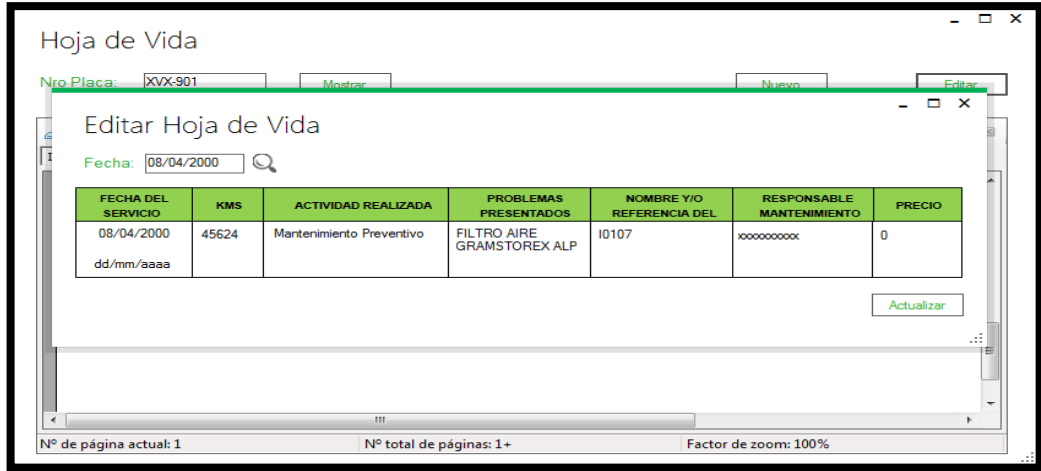 Hoja de Vida
Nro Placa: XVX-901 Mostrar Nuevo Editar
Editar Hoja de Vida
Fecha: 08/04/2000
FECHA DEL SERVICIO KMS ACTIVIDAD REALIZADA PROBLEMAS PRESENTADOS NOMBRE Y/O REFERENCIA DEL RESPONSABLE MANTENIMIENTO PRECIO
08/04/2000 45624 Mantenimiento Preventivo FILTRO AIRE I0107 xxxxxxxxxx 0
GRAMSTOREX ALP
dd/mm/aaaa
Actualizar
Nº de página actual: 1 Nº total de páginas: 1+ Factor de zoom: 100%